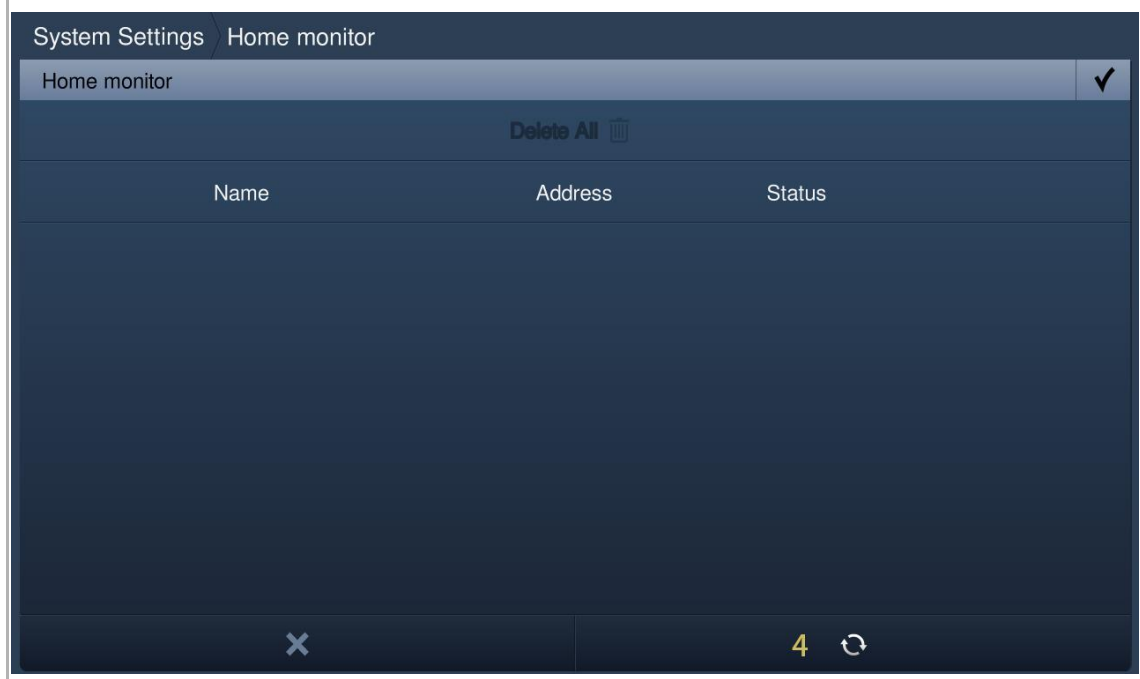 System Settings Home monitor
Home monitor
Delete All
Name Address Status
4